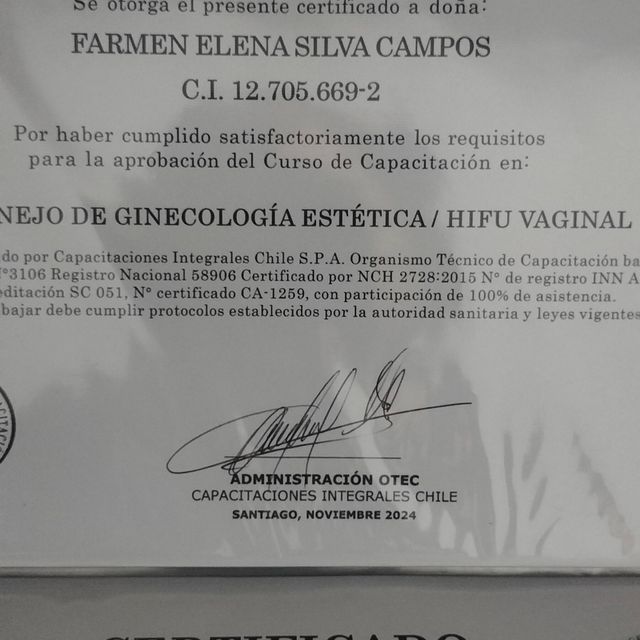 Se otorga el presente certificado a doña:
FARMEN ELENA SILVA CAMPOS
C.I. 12.705.669-2
Por haber cumplido satisfactoriamente los requisitos
para la aprobación del Curso de Capacitación en:
NEJO DE GINECOLOGÍA ESTÉTICA / HIFU VAGINAL
do por Capacitaciones Integrales Chile S.P.A. Organismo Técnico de Capacitación ba
N°3106 Registro Nacional 58906 Certificado por NCH 2728:2015 N° de registro INN A
editación SC 051, N° certificado CA-1259, con participación de 100% de asistencia.
bajar debe cumplir protocolos establecidos por la autoridad sanitaria y leyes vigentes
ADMINISTRACIÓN OTEC
CAPACITACIONES INTEGRALES CHILE
SANTIAGO, NOVIEMBRE 2024
CERTIFICADO